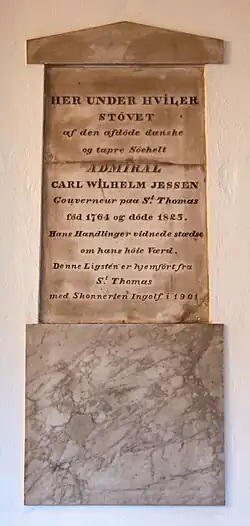 HER UNDER HVILER
STÖVET
af den afdöde danske
og tapre Söehelt
ADMIRAL
CARL WILHELM JESSEN
Gouverneur paa St. Thomas
föd 1764 og döde 1823.
Hans Handlinger vidnede stædse
om hans höie Værd.
Denne Ligsten er hjemfört fra
St. Thomas
med Skonnerten Ingolf i 1901